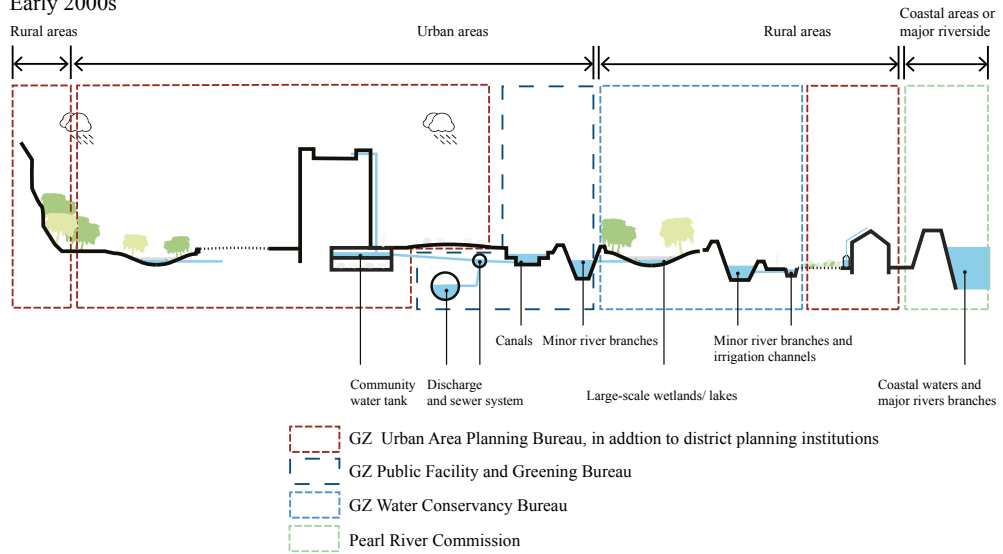 Early 2000s
Rural areas
Urban areas
Rural areas
Coastal areas or
major riverside
Canals
Minor river branches
Minor river branches and
irrigation channels
Community
water tank
Discharge
and sewer system
Large-scale wetlands/ lakes
Coastal waters and
major rivers branches
GZ Urban Area Planning Bureau, in addtion to district planning institutions
GZ Public Facility and Greening Bureau
GZ Water Conservancy Bureau
Pearl River Commission